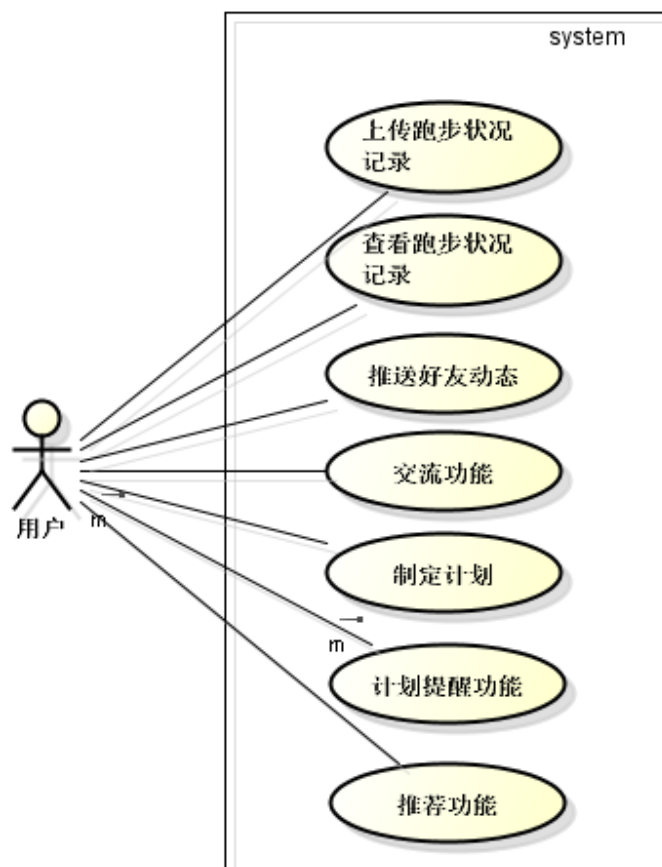 system
上传跑步状况
记录
查看跑步状况
记录
推送好友动态
用户
m
交流功能
制定计划
m
计划提醒功能
推荐功能